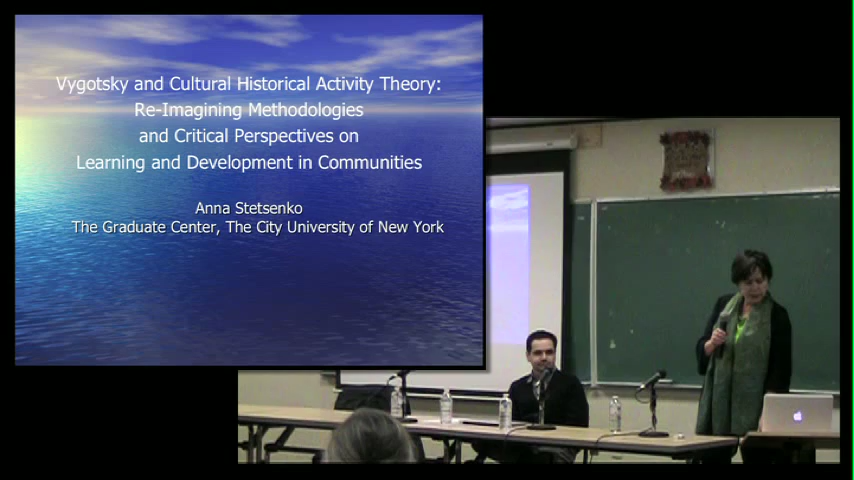 Vygotsky and Cultural Historical Activity Theory:
Re-Imagining Methodologies
and Critical Perspectives on
Learning and Development in Communities
Anna Stetsenko
The Graduate Center, The City University of New York